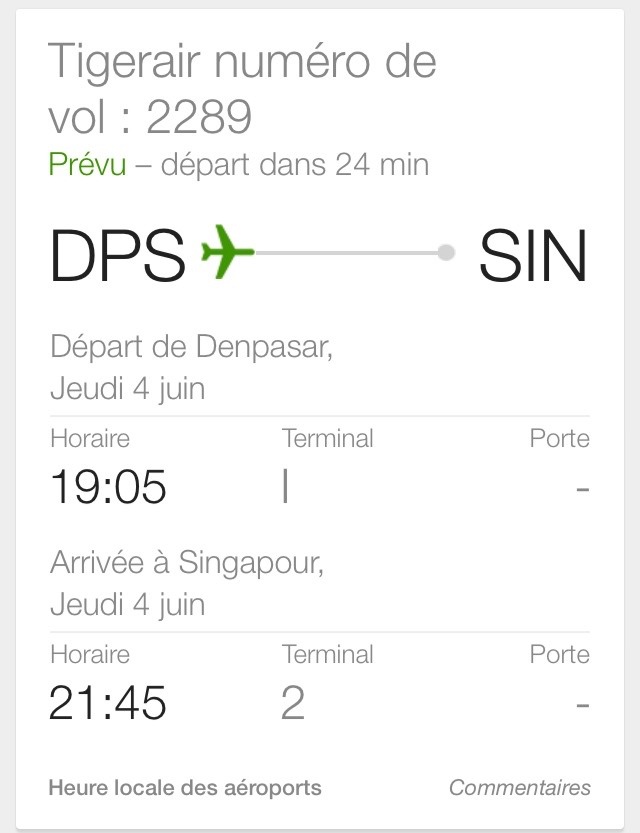 Tigerair numéro de
vol : 2289
Prévu – départ dans 24 min
DPS SIN
Départ de Denpasar,
Jeudi 4 juin
Horaire Terminal Porte
19:05 I -
Arrivée à Singapour,
Jeudi 4 juin
Horaire Terminal Porte
21:45 2 -
Heure locale des aéroports Commentaires